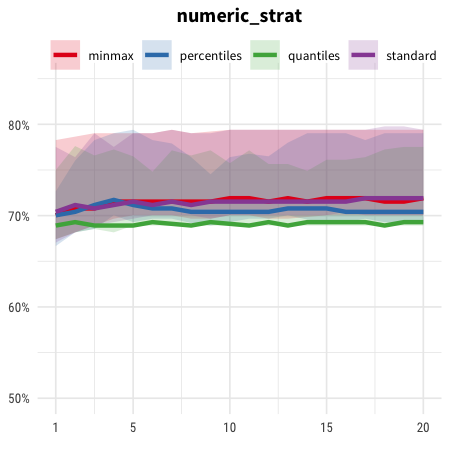 numeric_strat
minmax percentiles quantiles standard
80%
70%
60%
50%
1 5 10 15 20